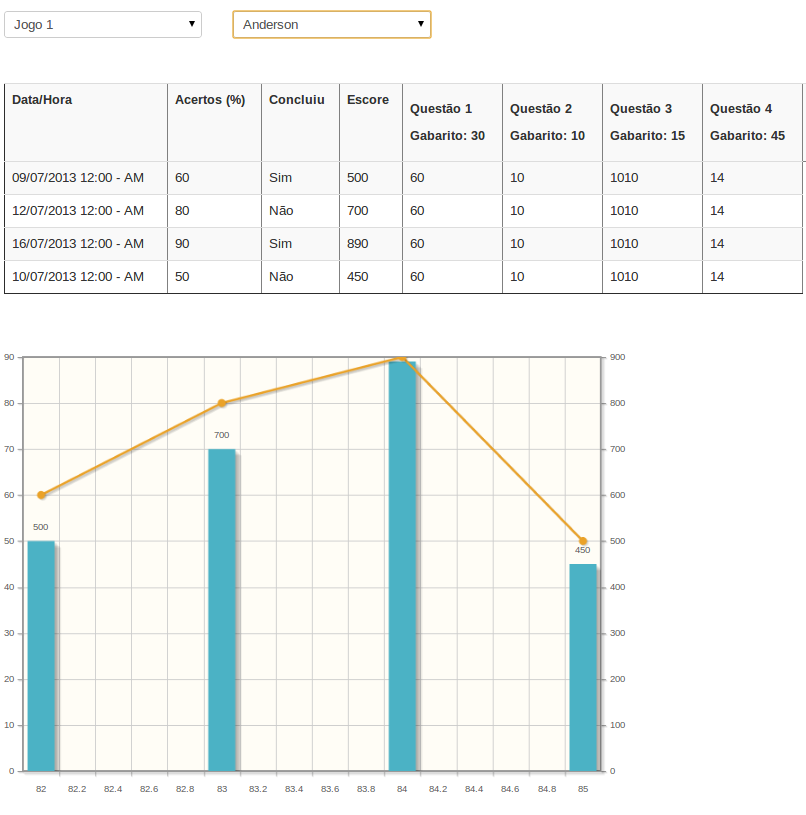 Jogo 1 Anderson
Data/Hora Acertos (%) Concluiu Escore Questão 1 Questão 2 Questão 3 Questão 4
Gabarito: 30 Gabarito: 10 Gabarito: 15 Gabarito: 45
09/07/2013 12:00 - AM 60 Sim 500 60 10 1010 14
12/07/2013 12:00 - AM 80 Não 700 60 10 1010 14
16/07/2013 12:00 - AM 90 Sim 890 60 10 1010 14
10/07/2013 12:00 - AM 50 Não 450 60 10 1010 14
90 900
80 800
700
70 700
60 600
500
50 500
450
40 400
30 300
20 200
10 100
0 0
82 82.2 82.4 82.6 82.8 83 83.2 83.4 83.6 83.8 84 84.2 84.4 84.6 84.8 85